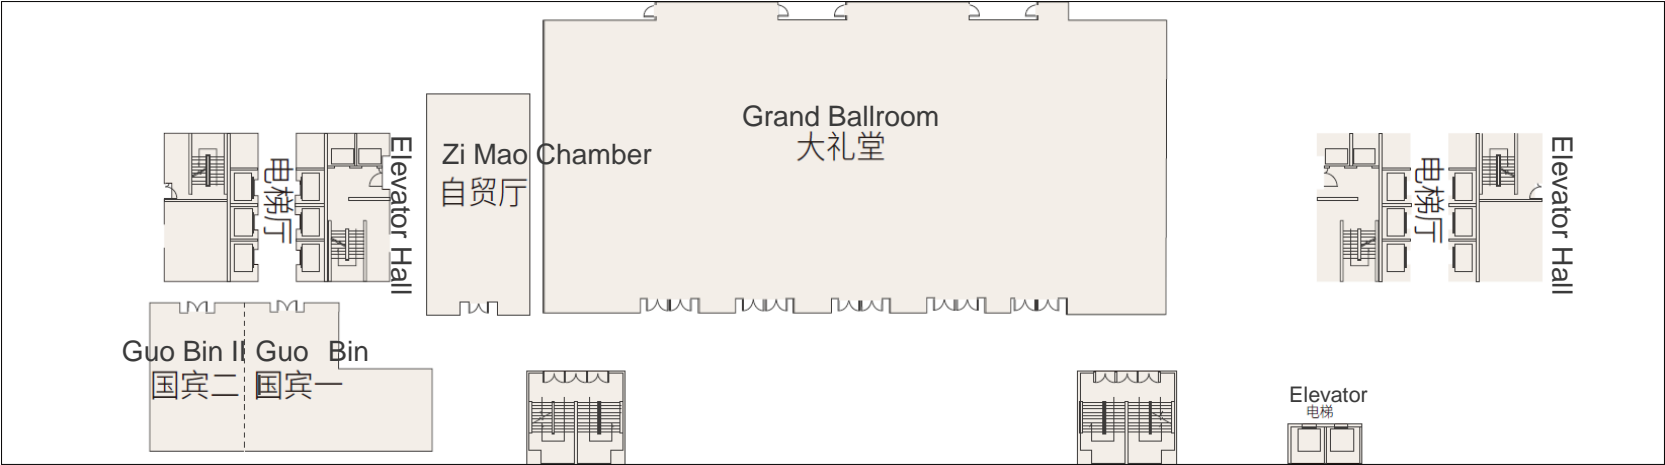 Grand Ballroom
大礼堂
Zi Mao Chamber
自贸厅
电梯厅
Elevator Hall
电梯厅
Elevator Hall
Guo Bin II
国宾二
Guo Bin
国宾一
Elevator
电梯